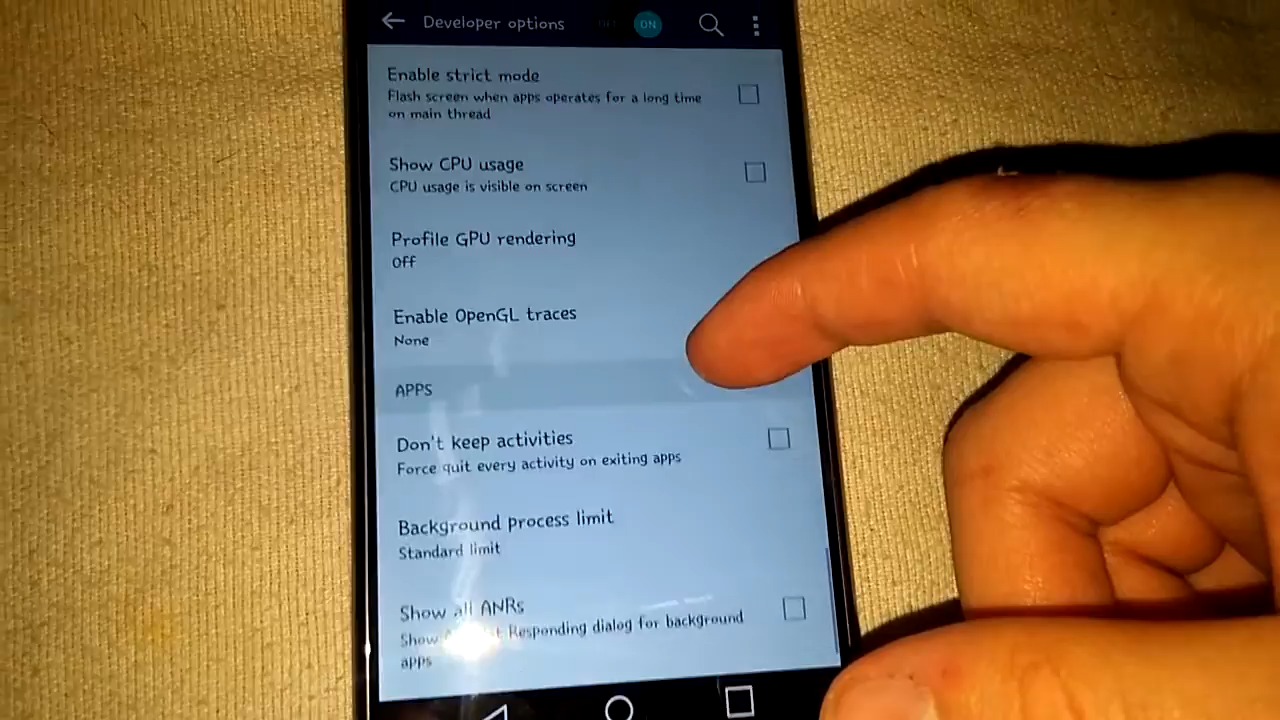 Developer options
ON
Enable strict mode
Flash screen when apps operates for a long time
on main thread
Show CPU usage
CPU usage is visible on screen
Profile GPU rendering
Off
Enable OpenGL traces
None
APPS
Don't keep activities
Force quit every activity on exiting apps
Background process limit
Standard limit
Show all ANRs
Show Responding dialog for background
apps